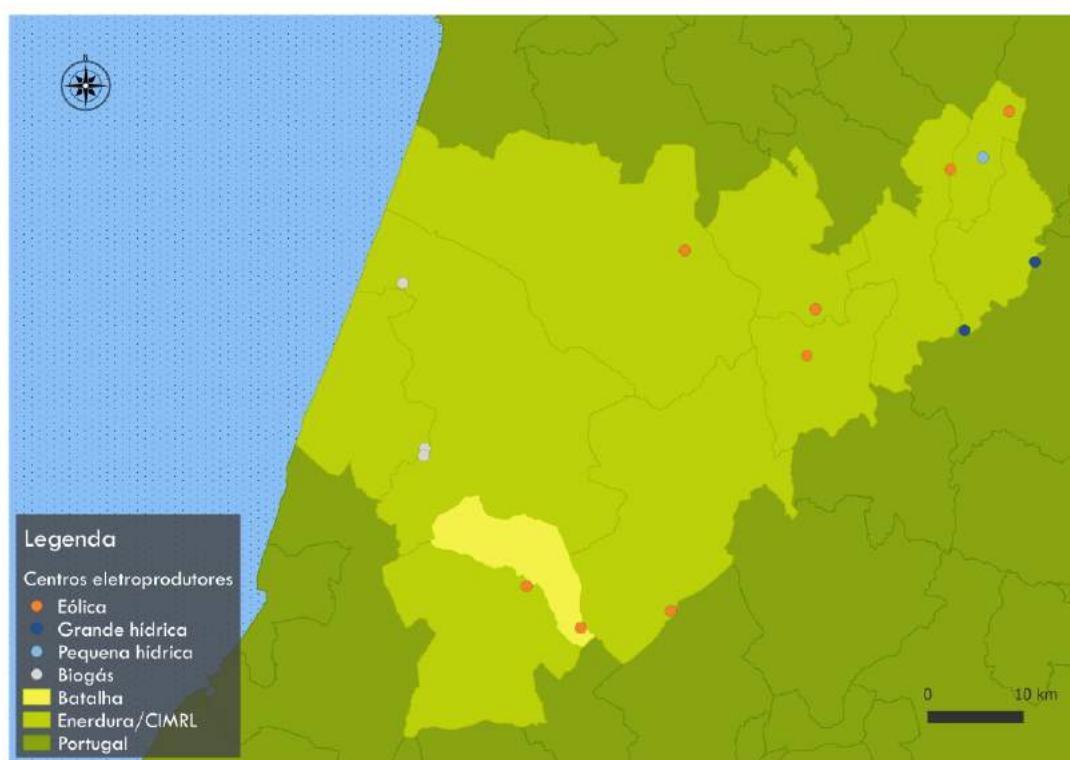 N
Legenda
Centros eletroprodutores
Eólica
Grande hídrica
Pequena hídrica
Biogás
Batalha
Enerdura/CIMRL
Portugal
0 10 km